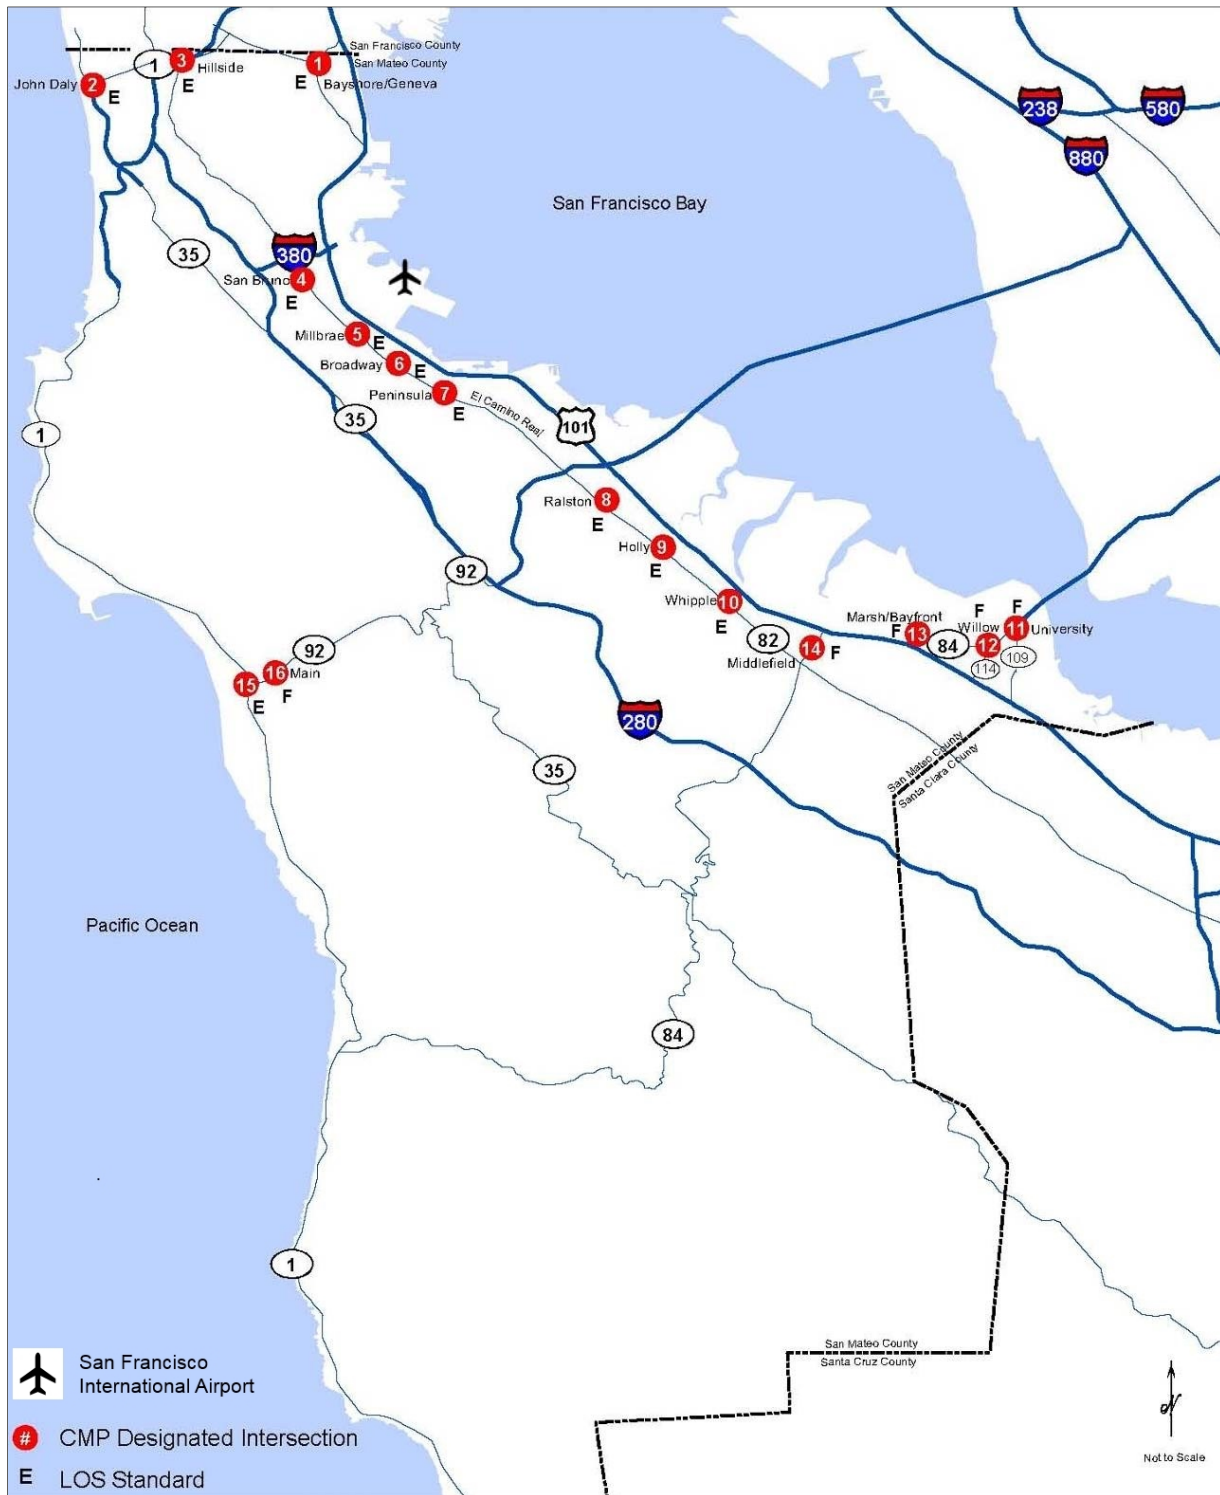 San Francisco County
San Mateo County
1
3
Hillside
E
1
E
Bayshore/Geneva
John Daly
2
E
238
580
880
San Francisco Bay
35
380
San Bruno
4
E
Millbrae
5
E
Broadway
6
E
Peninsula
7
E
El Camino Real
35
101
1
Ralston
8
E
Holly
9
E
92
Whipple
10
E
82
Middlefield
14
F
Marsh/Bayfront
F
13
84
F
Willow
12
114
F
11
University
109
92
16
Main
F
15
E
280
35
San Mateo County
Santa Clara County
Pacific Ocean
84
1
San Mateo County
Santa Cruz County
San Francisco
International Airport
# CMP Designated Intersection
E LOS Standard
N
Not to Scale